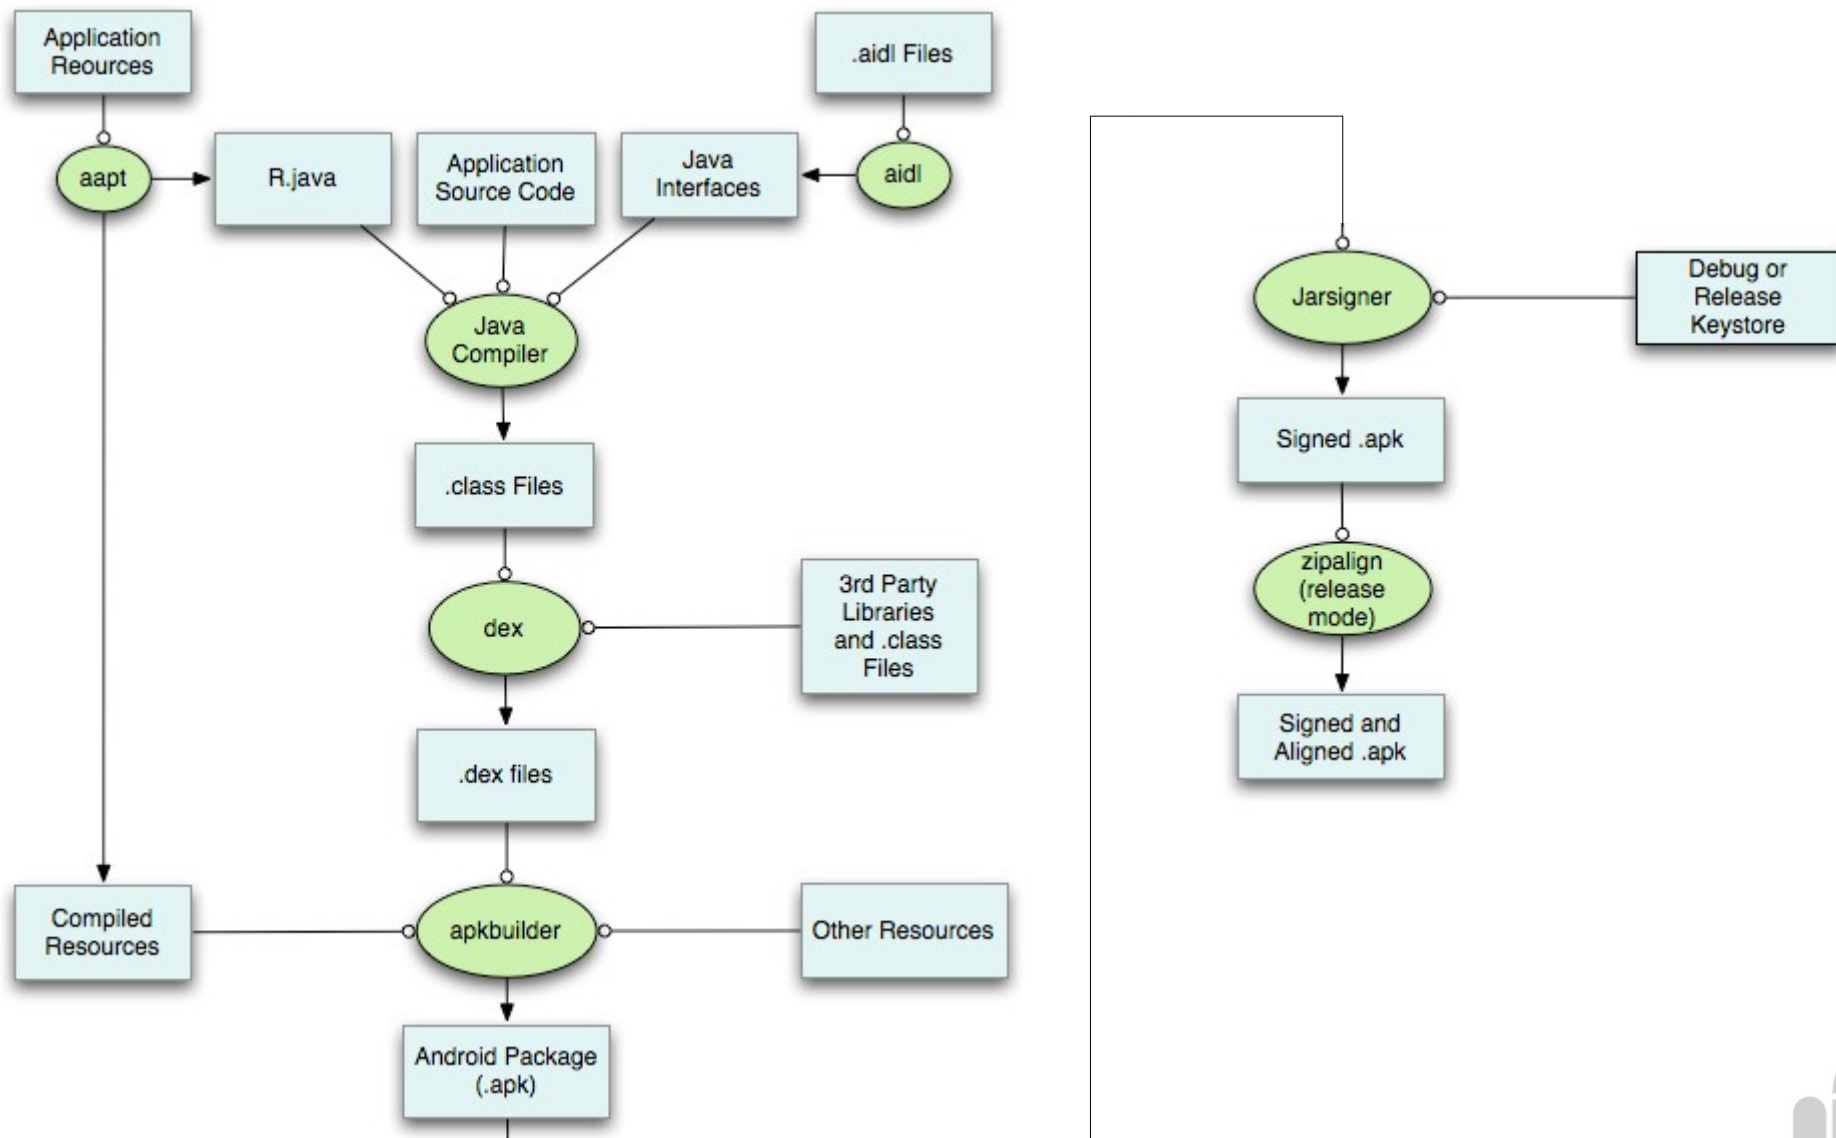 Application
Reources
.aidl Files
aapt
R.java
Application
Source Code
Java
Interfaces
aidl
Java
Compiler
.class Files
dex
3rd Party
Libraries
and .class
Files
.dex files
Compiled
Resources
apkbuilder
Other Resources
Android Package
(.apk)
Jarsigner
Debug or
Release
Keystore
Signed .apk
zipalign
(release
mode)
Signed and
Aligned .apk